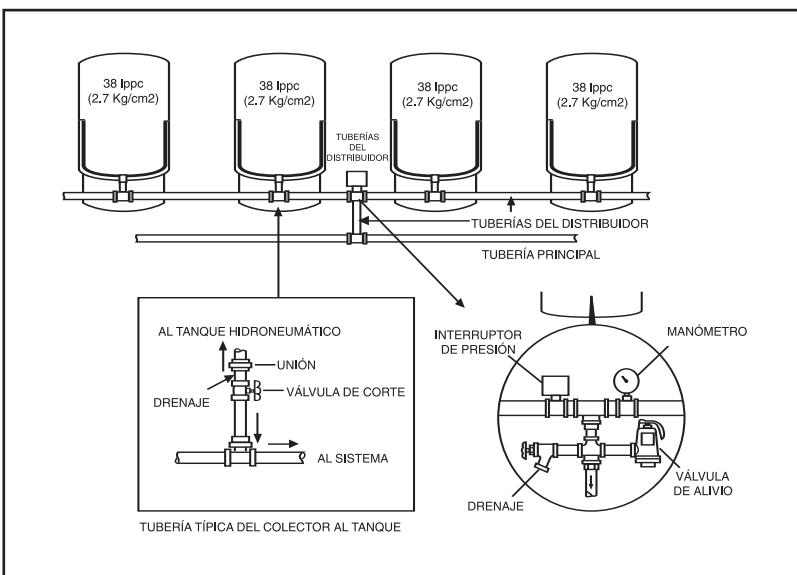 38 lppc
(2.7 Kg/cm2)
38 lppc
(2.7 Kg/cm2)
38 lppc
(2.7 Kg/cm2)
38 lppc
(2.7 Kg/cm2)
TUBERÍAS
DEL
DISTRIBUIDOR
TUBERÍAS DEL DISTRIBUIDOR
TUBERÍA PRINCIPAL
AL TANQUE HIDRONEUMÁTICO
UNIÓN
DRENAJE
VÁLVULA DE CORTE
AL SISTEMA
TUBERÍA TÍPICA DEL COLECTOR AL TANQUE
INTERRUPTOR
DE PRESIÓN
MANÓMETRO
VÁLVULA
DE ALIVIO
DRENAJE